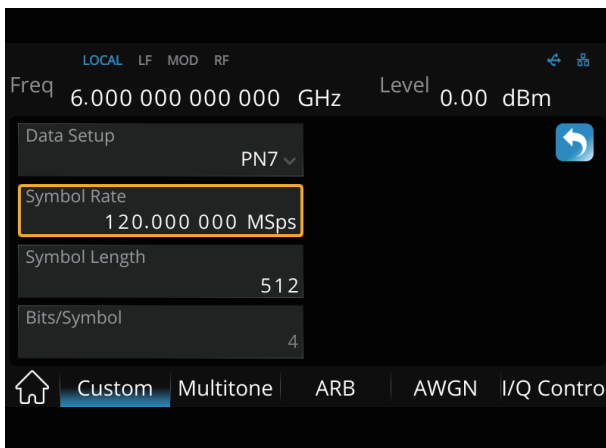 LOCAL LF MOD RF
Freq 6.000 000 000 000 GHz Level 0.00 dBm
Data Setup
PN7
Symbol Rate
120.000 000 MSps
Symbol Length
512
Bits/Symbol
4
Custom Multitone ARB AWGN I/Q Contro